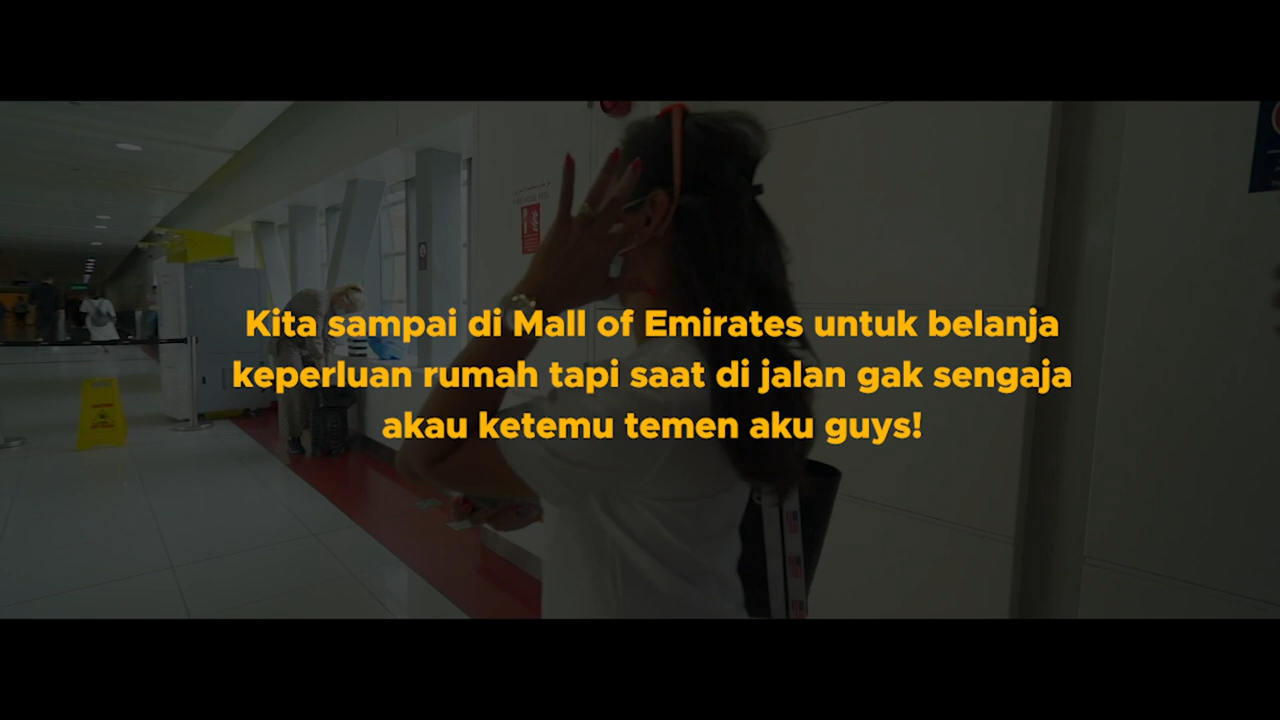 Kita sampai di Mall of Emirates untuk belanja
keperluan rumah tapi saat di jalan gak sengaja
akau ketemu temen aku guys!